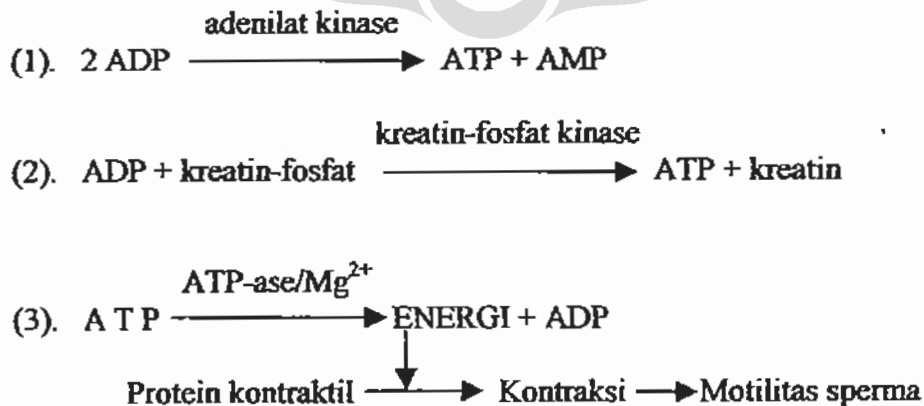 adenilat kinase
(1). 2 ADP ATP + AMP
kreatin-fosfat kinase
(2). ADP + kreatin-fosfat ATP + kreatin
ATP-ase/Mg²⁺
(3). A T P ENERGI + ADP
Protein kontraktil Kontraksi Motilitas sperma